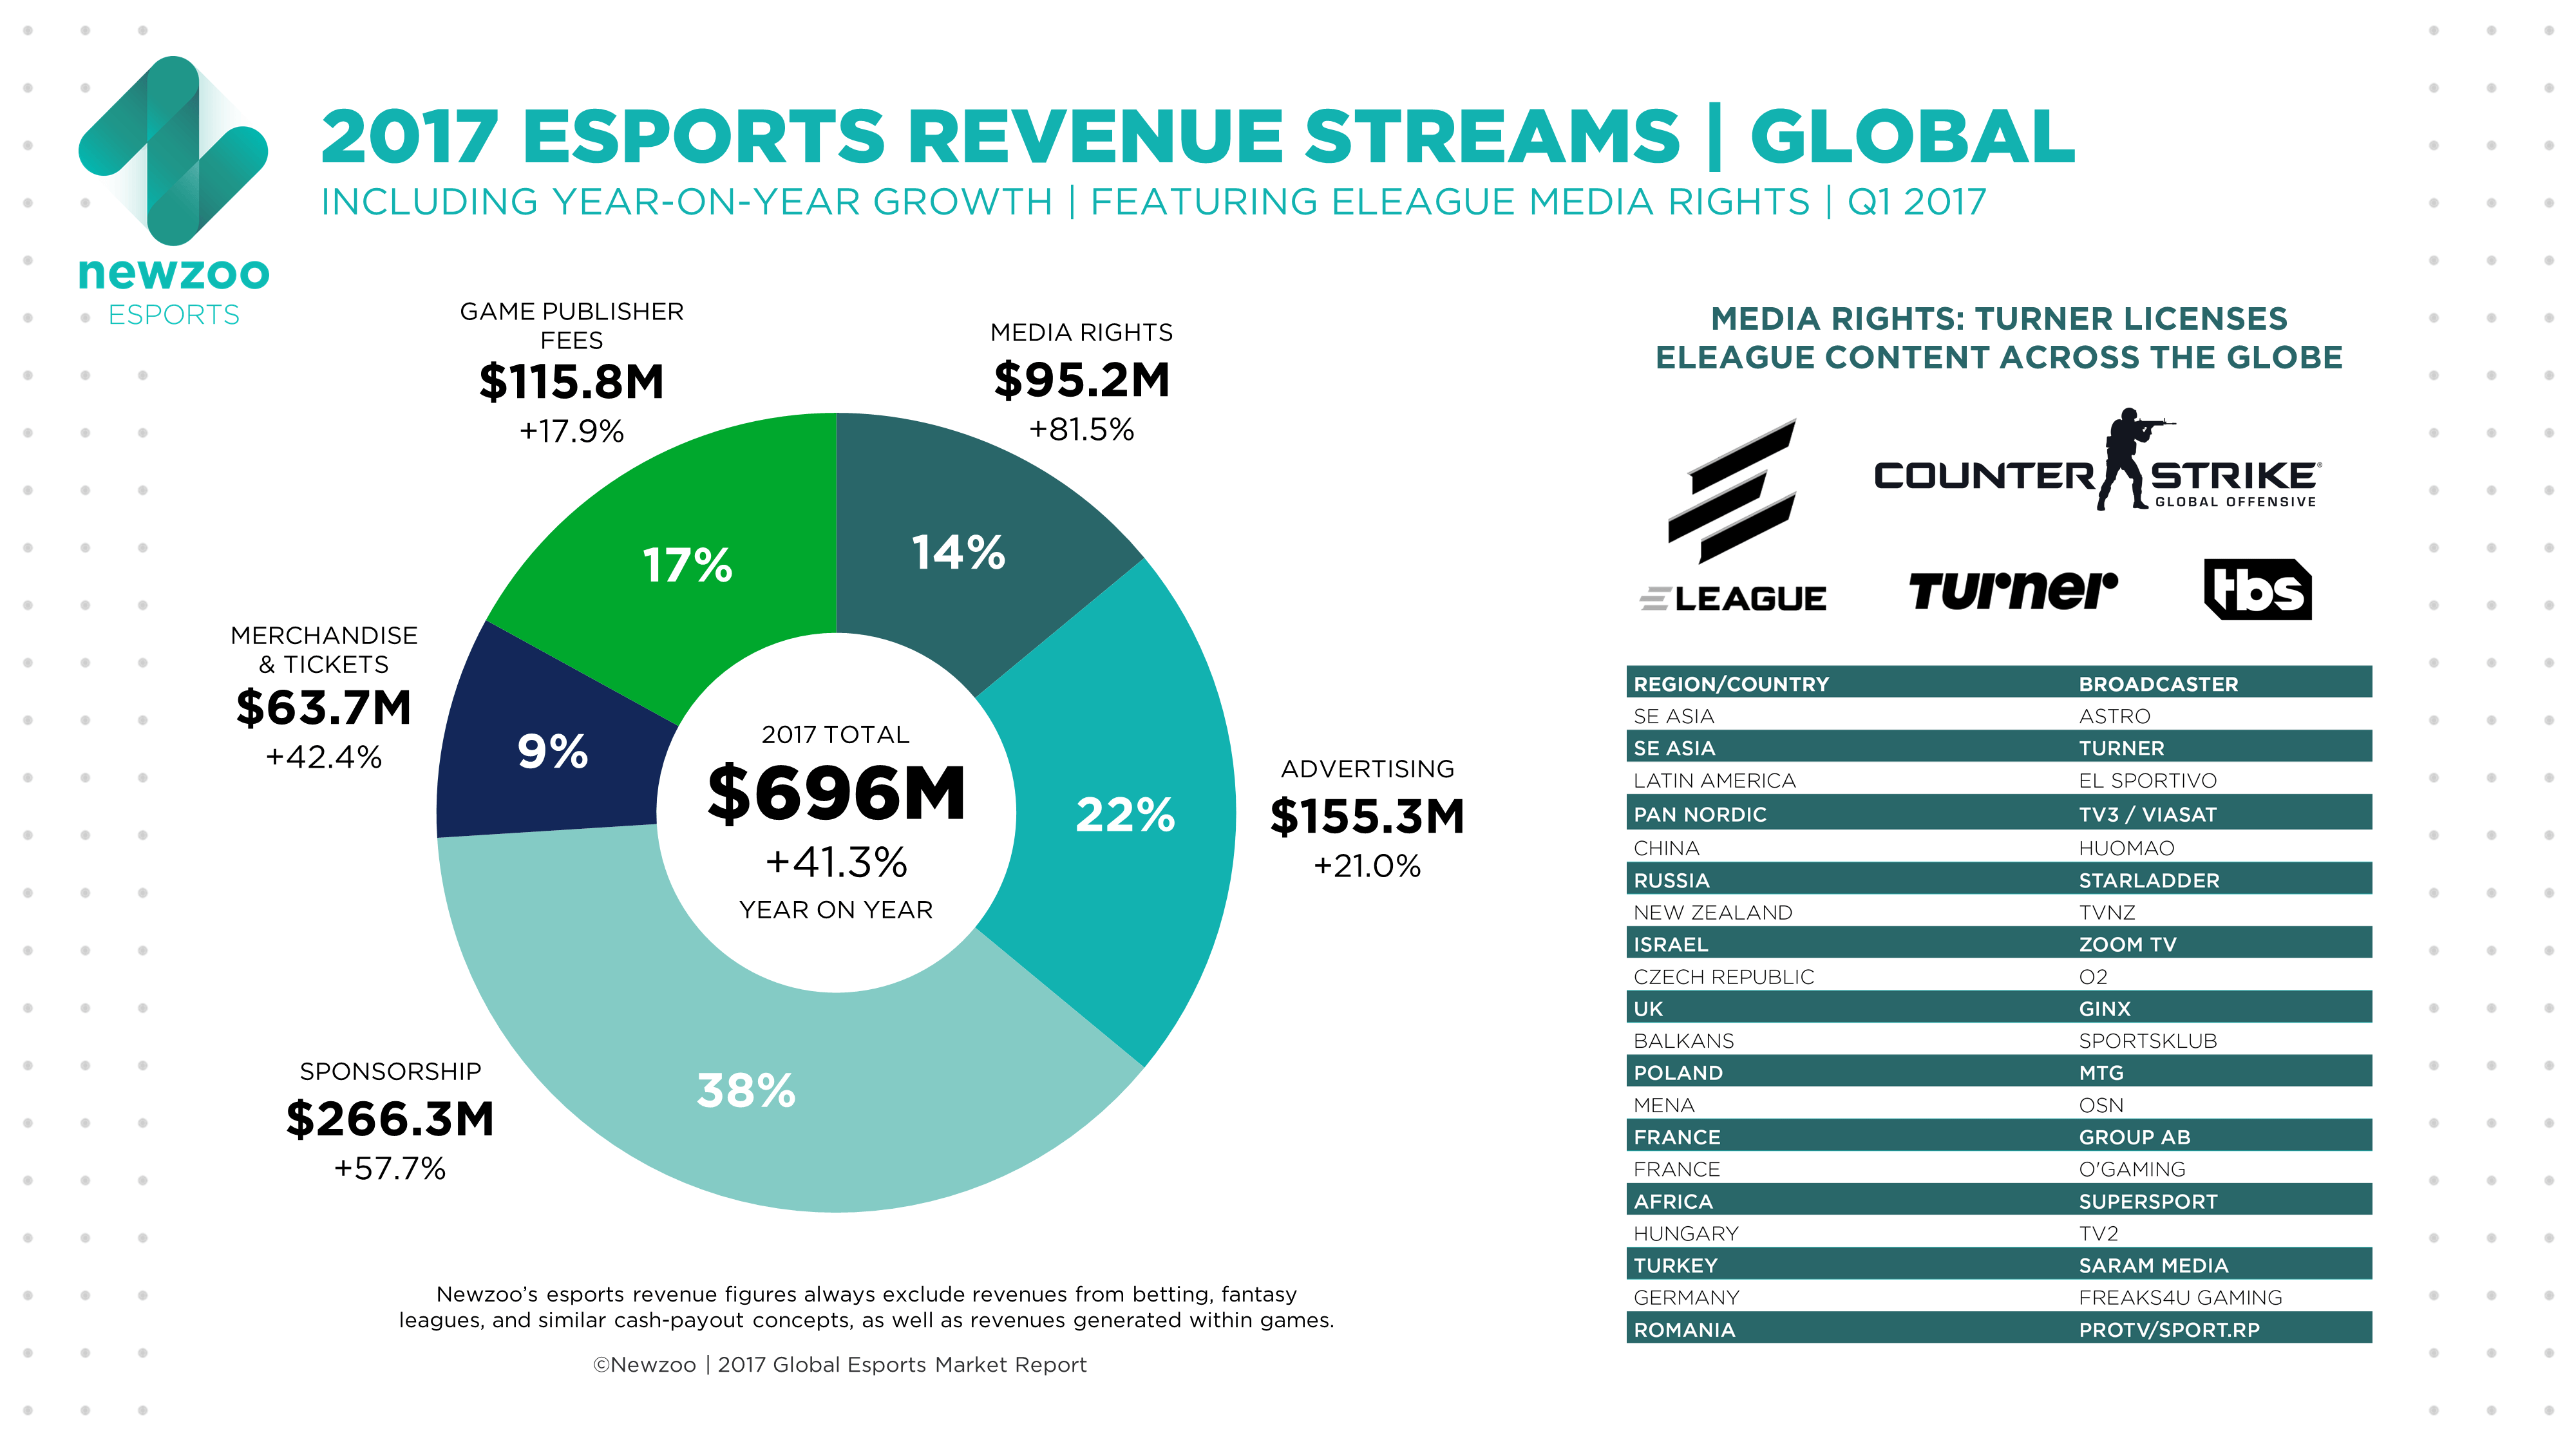 newzoo
ESPORTS
2017 ESPORTS REVENUE STREAMS | GLOBAL
INCLUDING YEAR-ON-YEAR GROWTH | FEATURING ELEAGUE MEDIA RIGHTS | Q1 2017
GAME PUBLISHER
FEES
$115.8M
+17.9%
MEDIA RIGHTS
$95.2M
+81.5%
17%
14%
MERCHANDISE
& TICKETS
$63.7M
+42.4%
9%
2017 TOTAL
$696M
+41.3%
YEAR ON YEAR
22%
ADVERTISING
$155.3M
+21.0%
SPONSORSHIP
$266.3M
+57.7%
38%
Newzoo's esports revenue figures always exclude revenues from betting, fantasy
leagues, and similar cash-payout concepts, as well as revenues generated within games.
©Newzoo | 2017 Global Esports Market Report
MEDIA RIGHTS: TURNER LICENSES
ELEAGUE CONTENT ACROSS THE GLOBE
COUNTER STRIKE®
GLOBAL OFFENSIVE
ELEAGUE
Turner
tbs
REGION/COUNTRY BROADCASTER
SE ASIA ASTRO
SE ASIA TURNER
LATIN AMERICA EL SPORTIVO
PAN NORDIC TV3 / VIASAT
CHINA HUOMAO
RUSSIA STARLADDER
NEW ZEALAND TVNZ
ISRAEL ZOOM TV
CZECH REPUBLIC O2
UK GINX
BALKANS SPORTSKLUB
POLAND MTG
MENA OSN
FRANCE GROUP AB
FRANCE O'GAMING
AFRICA SUPERSPORT
HUNGARY TV2
TURKEY SARAM MEDIA
GERMANY FREAKS4U GAMING
ROMANIA PROTV/SPORT.RP